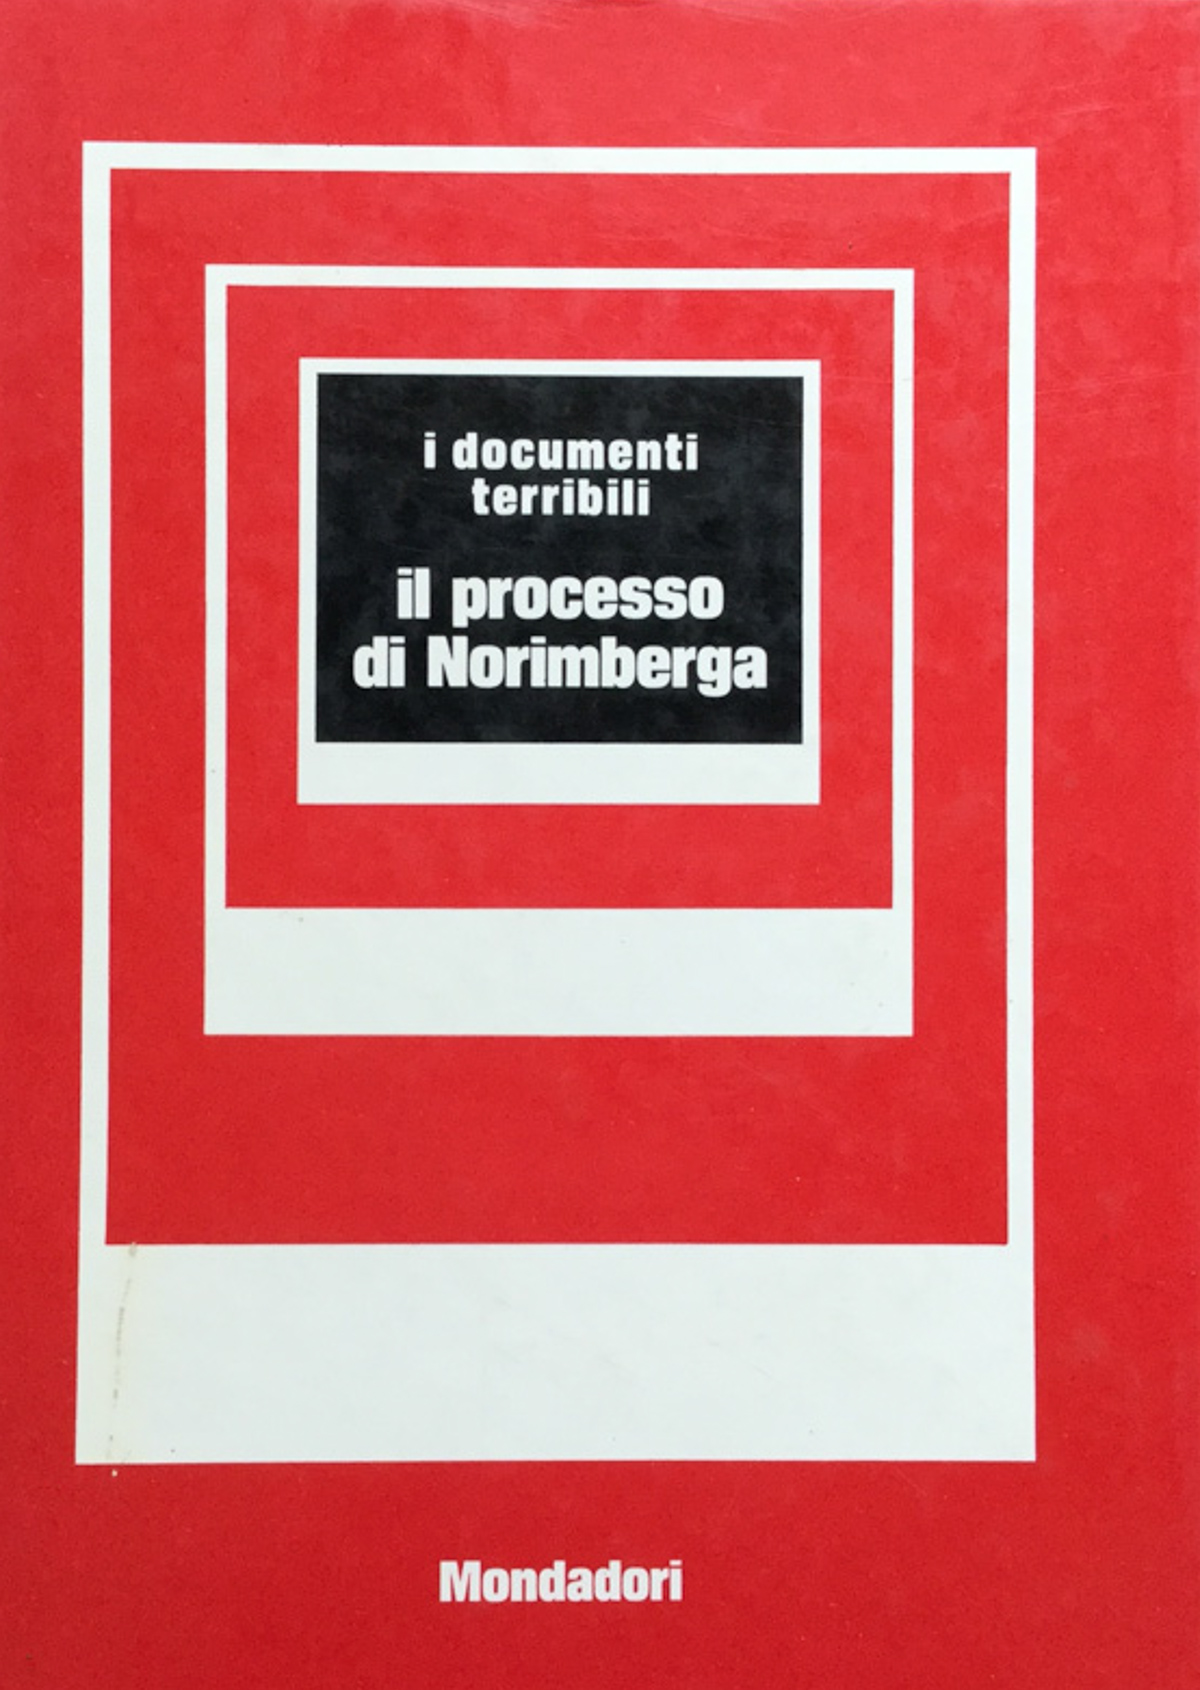 i documenti
terribili
il processo
di Norimberga
Mondadori